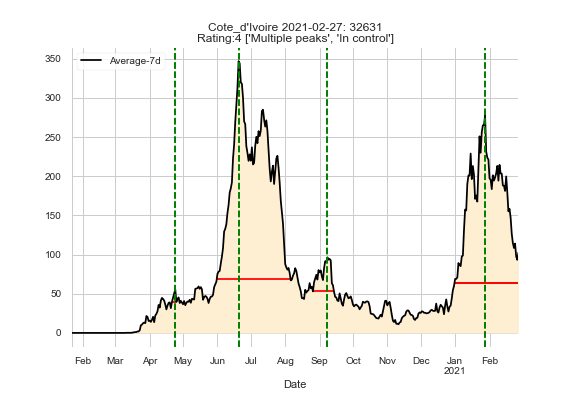 Cote_d'Ivoire 2021-02-27: 32631
Rating:4 ['Multiple peaks', 'In control']
Average-7d
350
300
250
200
150
100
50
0
Feb Mar Apr May Jun Jul Aug Sep Oct Nov Dec Jan Feb
2021
Date